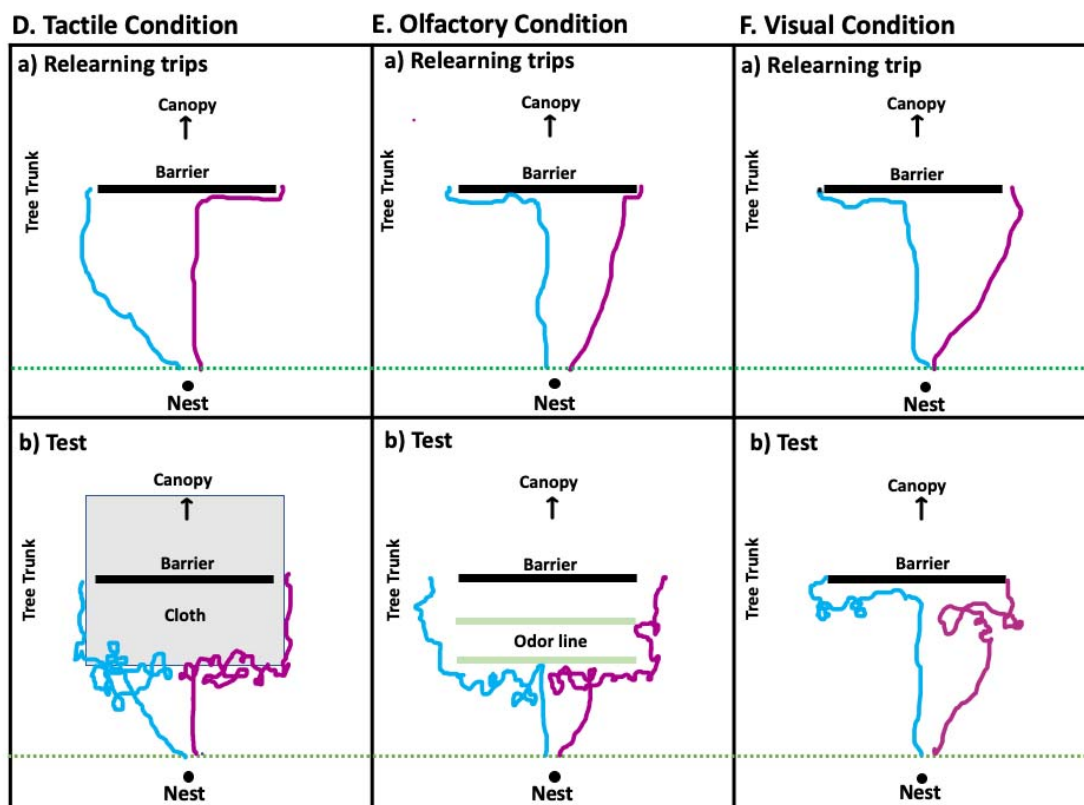 D. Tactile Condition
a) Relearning trips
Canopy
Tree Trunk
Barrier
Nest
b) Test
Canopy
Tree Trunk
Barrier
Cloth
Nest
E. Olfactory Condition
a) Relearning trips
Canopy
Tree Trunk
Barrier
Nest
b) Test
Canopy
Tree Trunk
Barrier
Odor line
Nest
F. Visual Condition
a) Relearning trip
Canopy
Tree Trunk
Barrier
Nest
b) Test
Canopy
Tree Trunk
Barrier
Nest